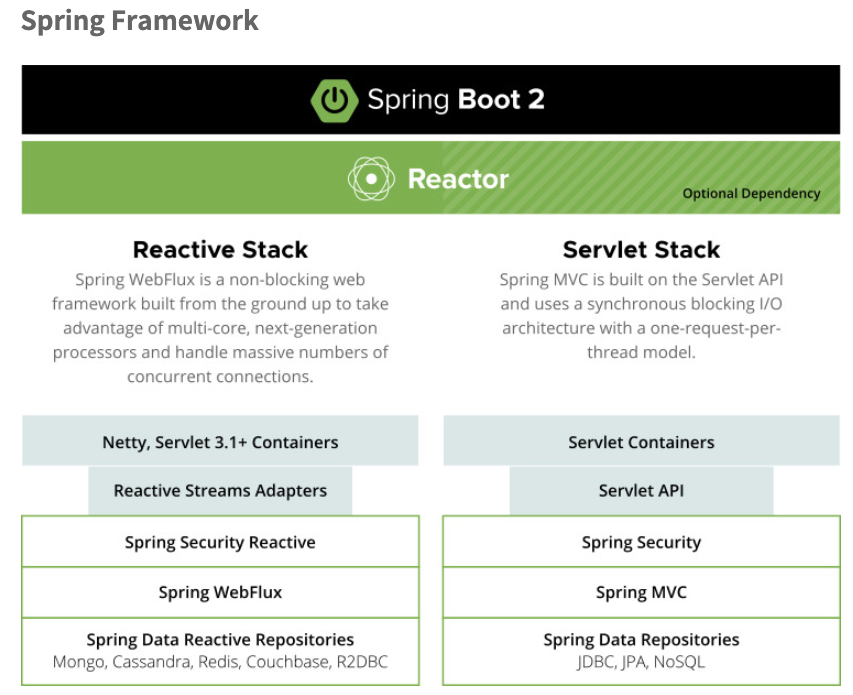 Spring Framework
Spring Boot 2
Reactor
Optional Dependency
Reactive Stack
Spring WebFlux is a non-blocking web
framework built from the ground up to take
advantage of multi-core, next-generation
processors and handle massive numbers of
concurrent connections.
Netty, Servlet 3.1+ Containers
Reactive Streams Adapters
Spring Security Reactive
Spring WebFlux
Spring Data Reactive Repositories
Mongo, Cassandra, Redis, Couchbase, R2DBC
Servlet Stack
Spring MVC is built on the Servlet API
and uses a synchronous blocking I/O
architecture with a one-request-per-
thread model.
Servlet Containers
Servlet API
Spring Security
Spring MVC
Spring Data Repositories
JDBC, JPA, NoSQL